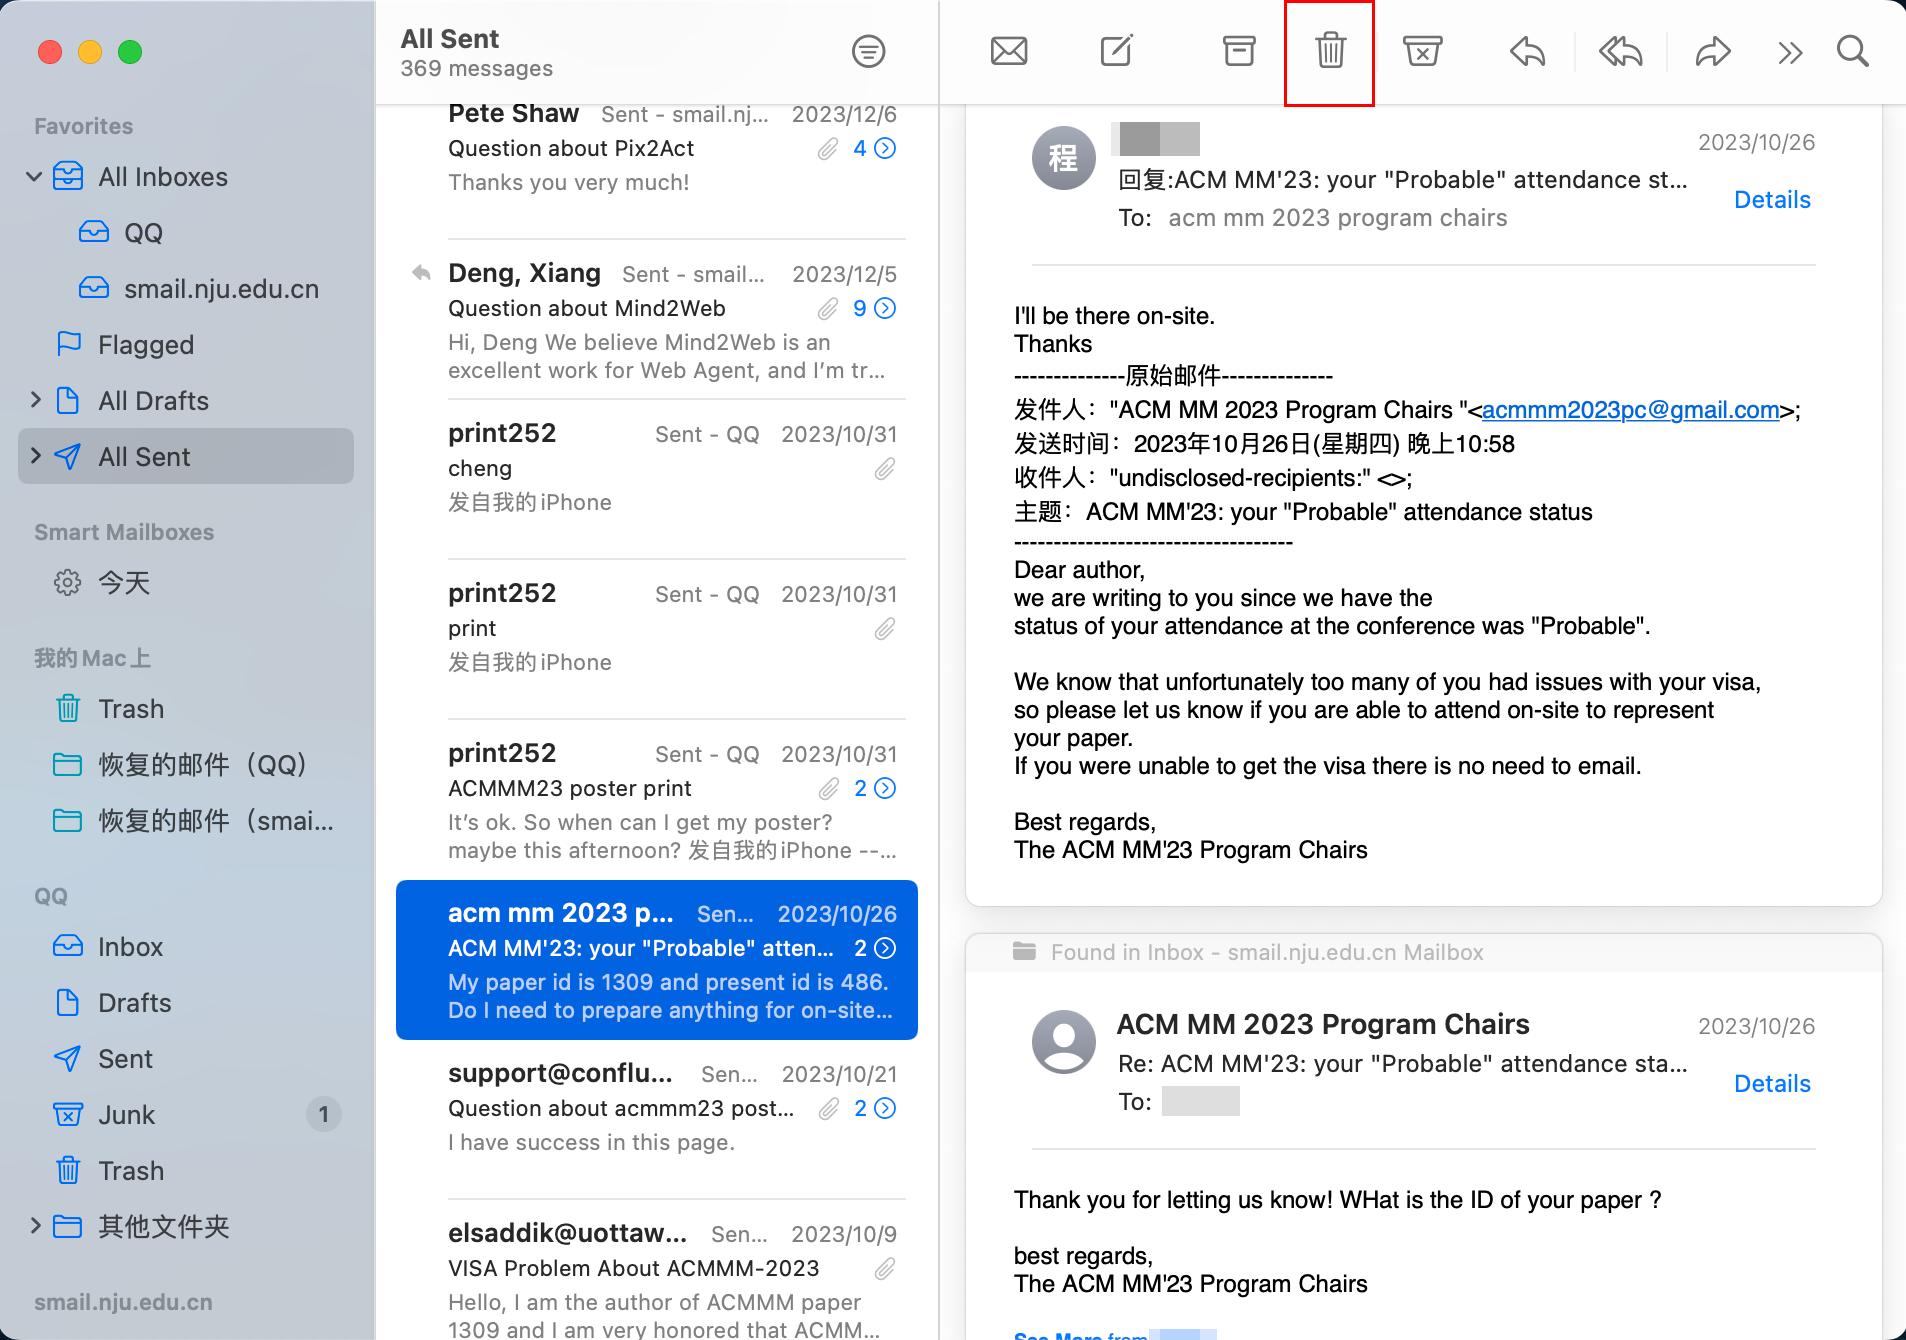 All Sent
369 messages
Favorites
All Inboxes
QQ
smail.nju.edu.cn
Flagged
All Drafts
All Sent
Smart Mailboxes
今天
我的Mac上
Trash
恢复的邮件（QQ）
恢复的邮件（smai...
QQ
Inbox
Drafts
Sent
Junk 1
Trash
其他文件夹
smail.nju.edu.cn
Pete Shaw Sent - smail.nj... 2023/12/6
Question about Pix2Act 4
Thanks you very much!
Deng, Xiang Sent - smail... 2023/12/5
Question about Mind2Web 9
Hi, Deng We believe Mind2Web is an
excellent work for Web Agent, and I’m tr...
print252 Sent - QQ 2023/10/31
cheng
发自我的iPhone
print252 Sent - QQ 2023/10/31
print
发自我的iPhone
print252 Sent - QQ 2023/10/31
ACMMM23 poster print 2
It’s ok. So when can I get my poster?
maybe this afternoon? 发自我的iPhone --...
acm mm 2023 p... Sen... 2023/10/26
ACM MM'23: your "Probable" atten... 2
My paper id is 1309 and present id is 486.
Do I need to prepare anything for on-site...
support@conflu... Sen... 2023/10/21
Question about acmmm23 post... 2
I have success in this page.
elsaddik@uottaw... Sen... 2023/10/9
VISA Problem About ACMMM-2023
Hello, I am the author of ACMMM paper
1309 and I am very honored that ACMM...
程
2023/10/26
回复:ACM MM'23: your "Probable" attendance st...
Details
To: acm mm 2023 program chairs
I'll be there on-site.
Thanks
--------------原始邮件--------------
发件人："ACM MM 2023 Program Chairs "<acmmm2023pc@gmail.com>;
发送时间：2023年10月26日(星期四) 晚上10:58
收件人："undisclosed-recipients:" <>;
主题：ACM MM'23: your "Probable" attendance status
-----------------------------------
Dear author,
we are writing to you since we have the
status of your attendance at the conference was "Probable".
We know that unfortunately too many of you had issues with your visa,
so please let us know if you are able to attend on-site to represent
your paper.
If you were unable to get the visa there is no need to email.
Best regards,
The ACM MM'23 Program Chairs
Found in Inbox - smail.nju.edu.cn Mailbox
ACM MM 2023 Program Chairs 2023/10/26
Re: ACM MM'23: your "Probable" attendance sta...
Details
To:
Thank you for letting us know! WHat is the ID of your paper ?
best regards,
The ACM MM'23 Program Chairs
See More from